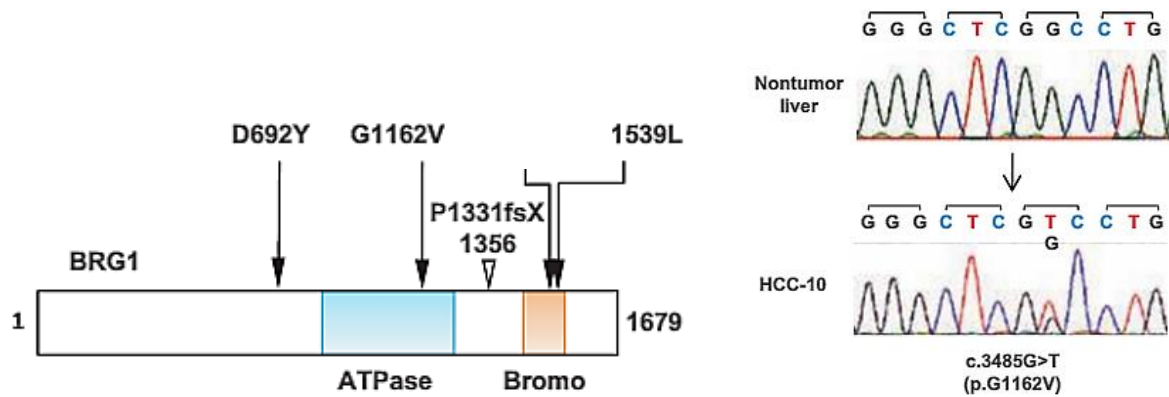 D692Y G1162V 1539L
P1331fsX
1356
BRG1
1 1679
ATPase Bromo
G G G C T C G G C C T G
Nontumor
liver
G G G C T C G T C C T G
G
HCC-10
c.3485G>T
(p.G1162V)